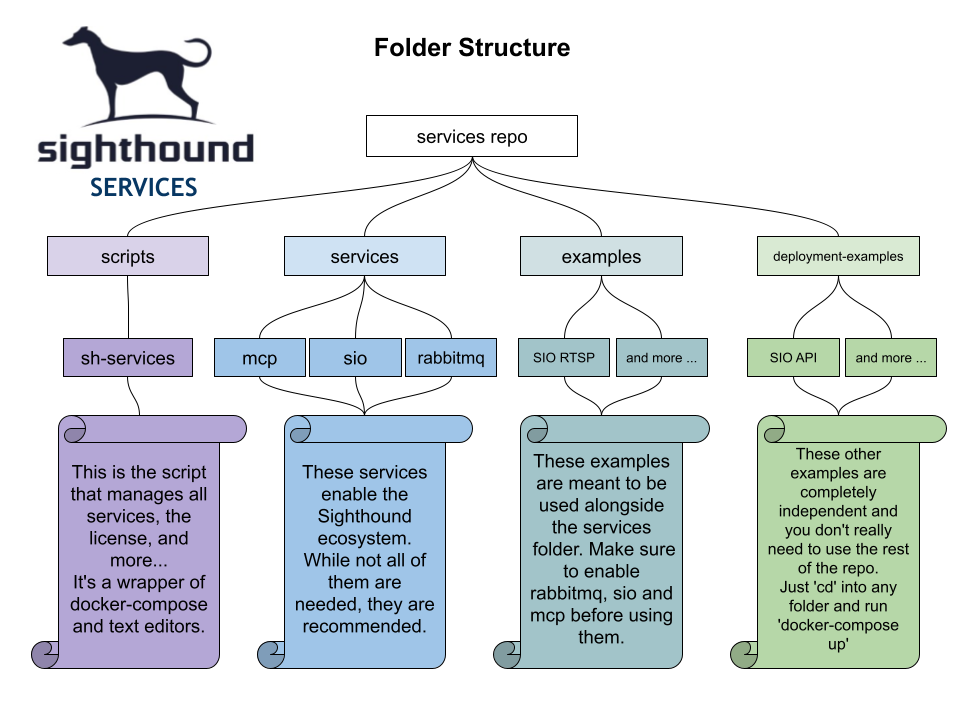 Folder Structure
sighthound
SERVICES
services repo
scripts
services
examples
deployment-examples
sh-services
mcp
sio
rabbitmq
SIO RTSP
and more ...
SIO API
and more ...
This is the script
that manages all
services, the
license, and
more...
It's a wrapper of
docker-compose
and text editors.
These services
enable the
Sighthound
ecosystem.
While not all of
them are
needed, they are
recommended.
These examples
are meant to be
used alongside
the services
folder. Make sure
to enable
rabbitmq, sio and
mcp before using
them.
These other
examples are
completely
independent and
you don't really
need to use the rest
of the repo.
Just 'cd' into any
folder and run
'docker-compose
up'